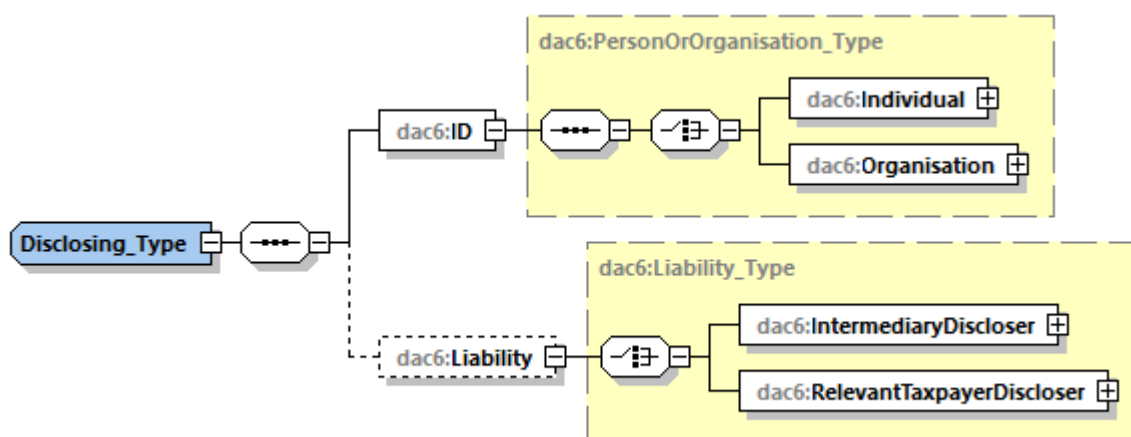 dac6:PersonOrOrganisation_Type
dac6:Individual
dac6:ID
dac6:Organisation
Disclosing_Type
dac6:Liability_Type
dac6:IntermediaryDiscloser
dac6:Liability
dac6:RelevantTaxpayerDiscloser